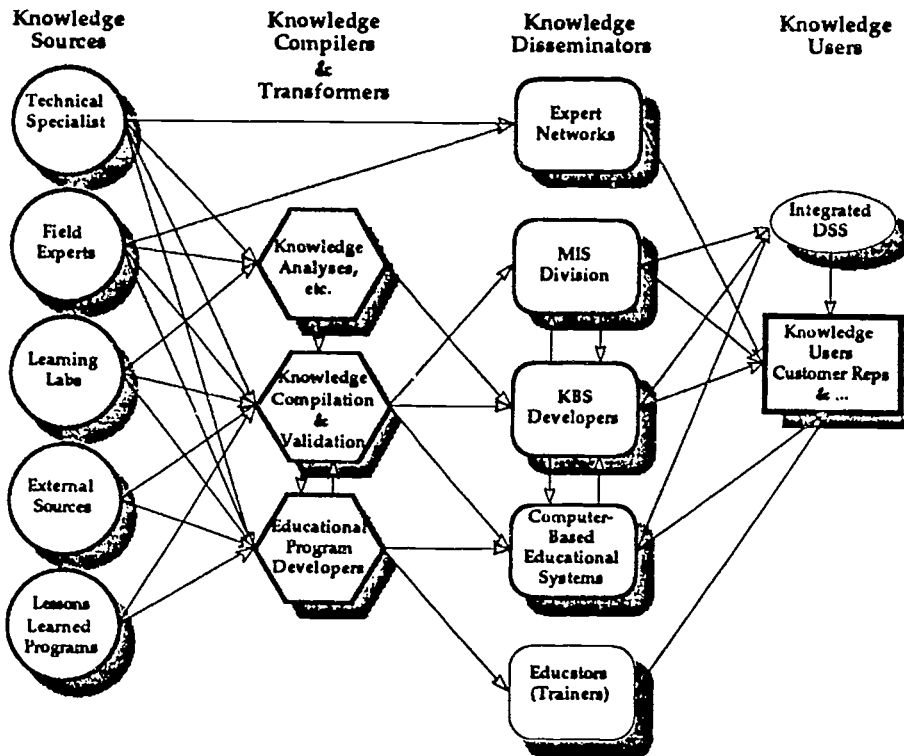 Knowledge
Sources
Knowledge
Compilers
&
Transformers
Knowledge
Disseminators
Knowledge
Users
Technical
Specialist
Field
Experts
Learning
Labs
External
Sources
Lessons
Learned
Programs
Knowledge
Analyses,
etc.
Knowledge
Compilation
&
Validation
Educational
Program
Developers
Expert
Networks
MIS
Division
KBS
Developers
Computer-
Based
Educational
Systems
Educators
(Trainers)
Integrated
DSS
Knowledge
Users
Customer Reps
& ...